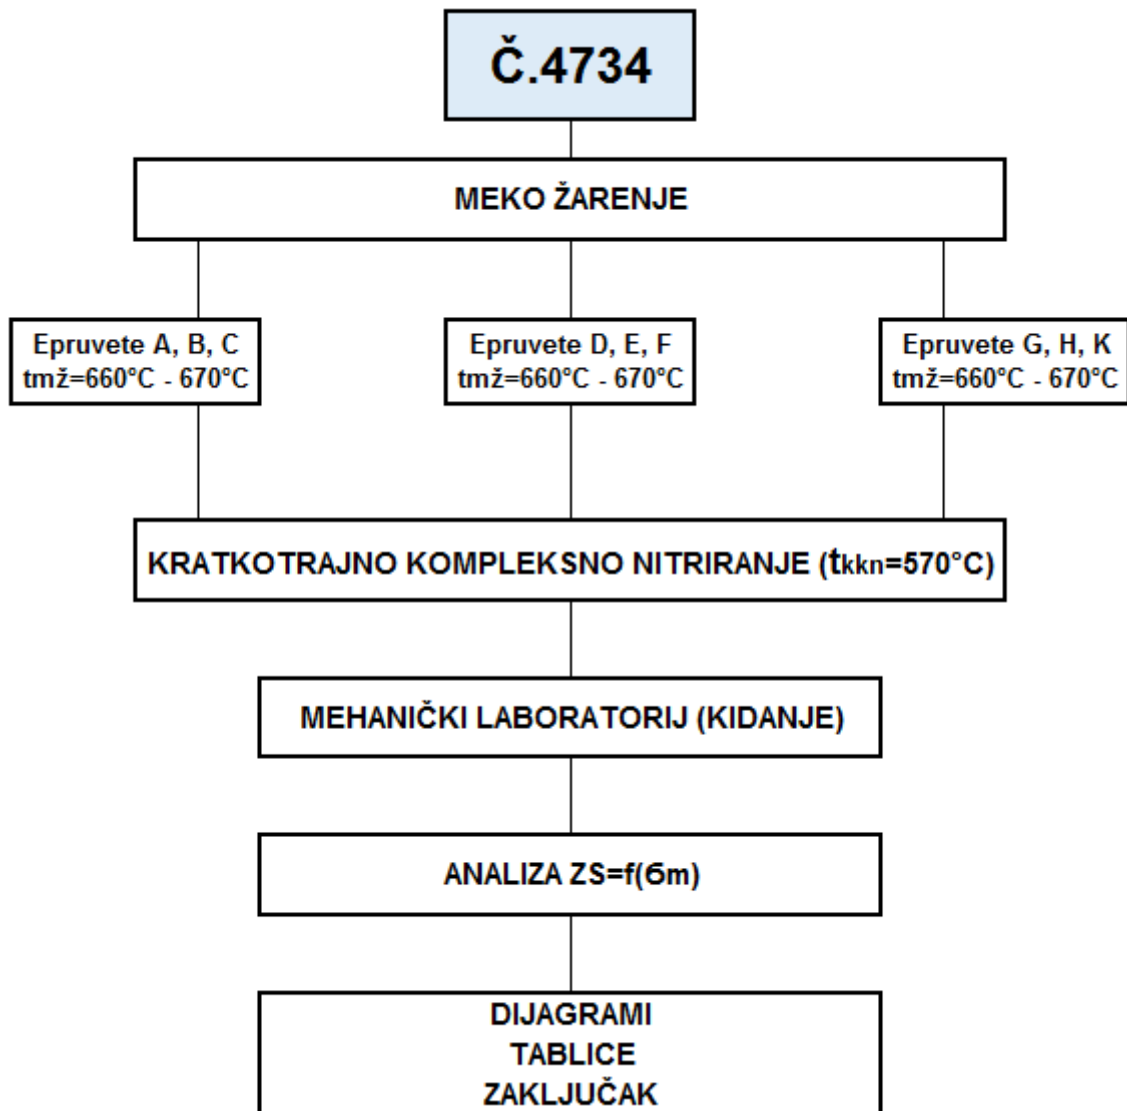 Č.4734
MEKO ŽARENJE
Epruvete A, B, C
tmž=660°C - 670°C
Epruvete D, E, F
tmž=660°C - 670°C
Epruvete G, H, K
tmž=660°C - 670°C
KRATKOTRAJNO KOMPLEKSNO NITRIRANJE (tkkn=570°C)
MEHANIČKI LABORATORIJ (KIDANJE)
ANALIZA ZS=f(Ϭm)
DIJAGRAMI
TABLICE
ZAKLJUČAK